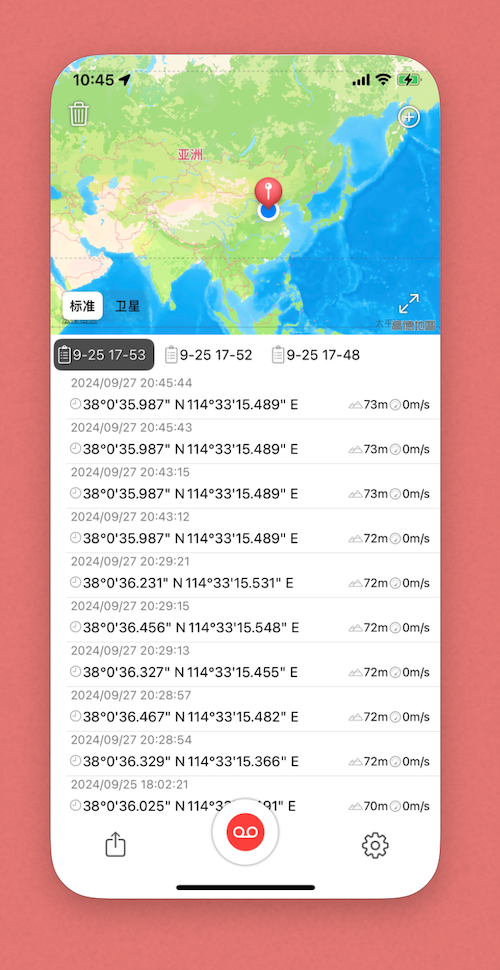 10:45
亚洲
标准 卫星
高德地图
9-25 17-53 9-25 17-52 9-25 17-48
2024/09/27 20:45:44
38°0'35.987" N 114°33'15.489" E 73m 0m/s
2024/09/27 20:45:43
38°0'35.987" N 114°33'15.489" E 73m 0m/s
2024/09/27 20:43:15
38°0'35.987" N 114°33'15.489" E 73m 0m/s
2024/09/27 20:43:12
38°0'35.987" N 114°33'15.489" E 72m 0m/s
2024/09/27 20:29:21
38°0'36.231" N 114°33'15.531" E 72m 0m/s
2024/09/27 20:29:15
38°0'36.456" N 114°33'15.548" E 72m 0m/s
2024/09/27 20:29:13
38°0'36.327" N 114°33'15.455" E 72m 0m/s
2024/09/27 20:28:57
38°0'36.467" N 114°33'15.482" E 72m 0m/s
2024/09/27 20:28:54
38°0'36.329" N 114°33'15.366" E 72m 0m/s
2024/09/25 18:02:21
38°0'36.025" N E 70m 0m/s